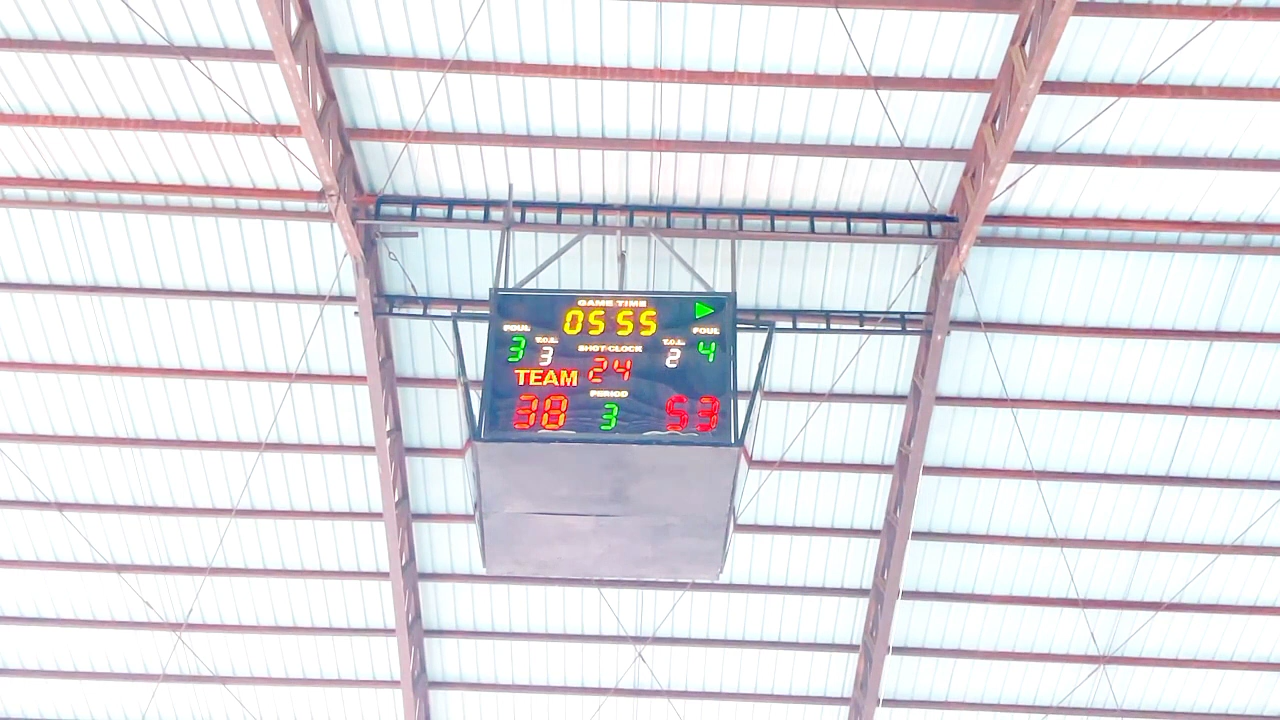 GAME TIME
05 55
FOUL T.O.L. SHOT CLOCK T.O.L. FOUL
3 3 24 2 4
TEAM
PERIOD
38 3 53